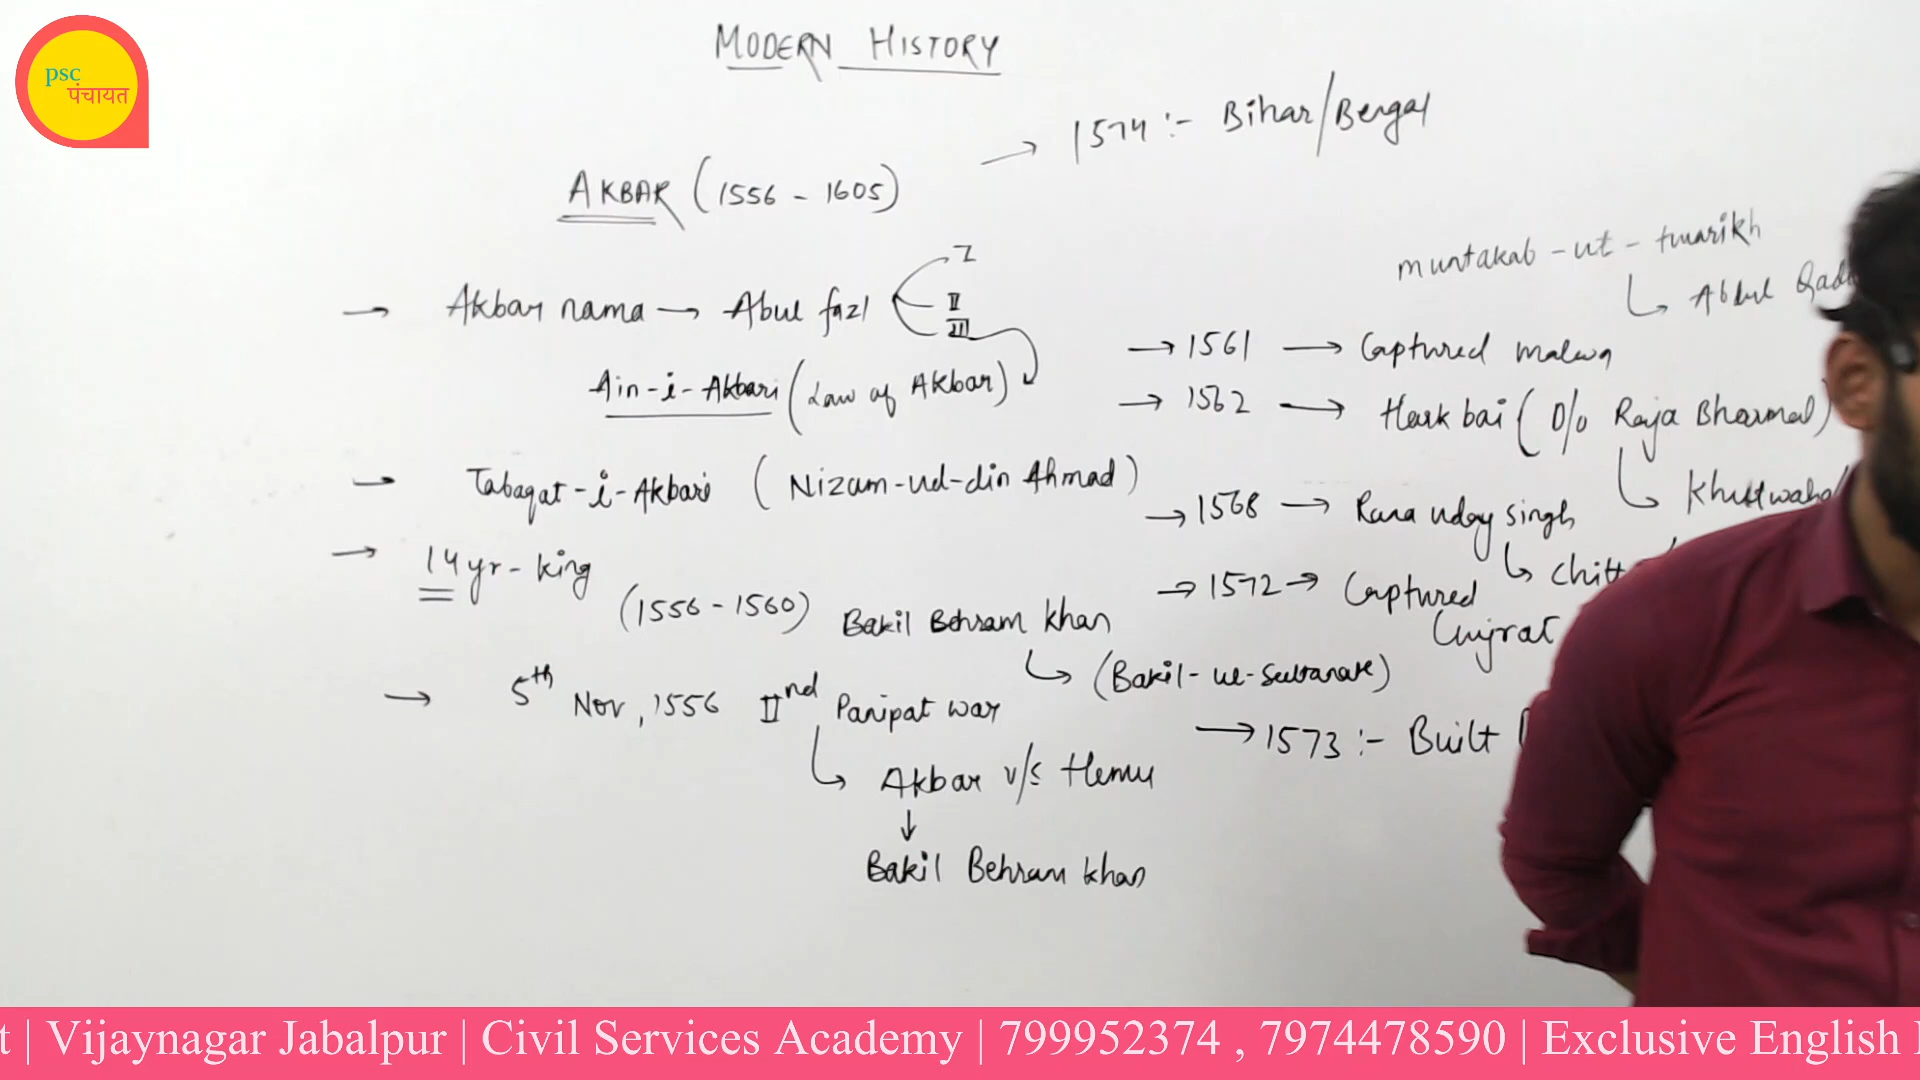 psc
पंचायत
MODERN HISTORY
→ 1574 :- Bihar/Bengal
AKBAR (1556 - 1605)
muntakab - ut - twarikh
↳ Abdul
→ Akbar nama → Abul fazl
I
II
III
Ain-i-Akbari (Law of Akbar)
→ Tabaqat-i-Akbari (Nizam-ud-din Ahmad)
→ 14 yr - king
(1556 - 1560) Bakil Behram khan
↳ (Bakil-ul-Sultanate)
→ 5th Nov, 1556 IInd Panipat war
↳ Akbar v/s Hemu
↓
Bakil Behram khan
→ 1561 → Captured malwa
→ 1562 → Hark bai (D/o Raja Bharmal)
↳
→ 1568 → Rana uday singh
↳ Chitt
→ 1572 → Captured
Gujrat
→ 1573 :- Built
t | Vijaynagar Jabalpur | Civil Services Academy | 799952374 , 7974478590 | Exclusive English